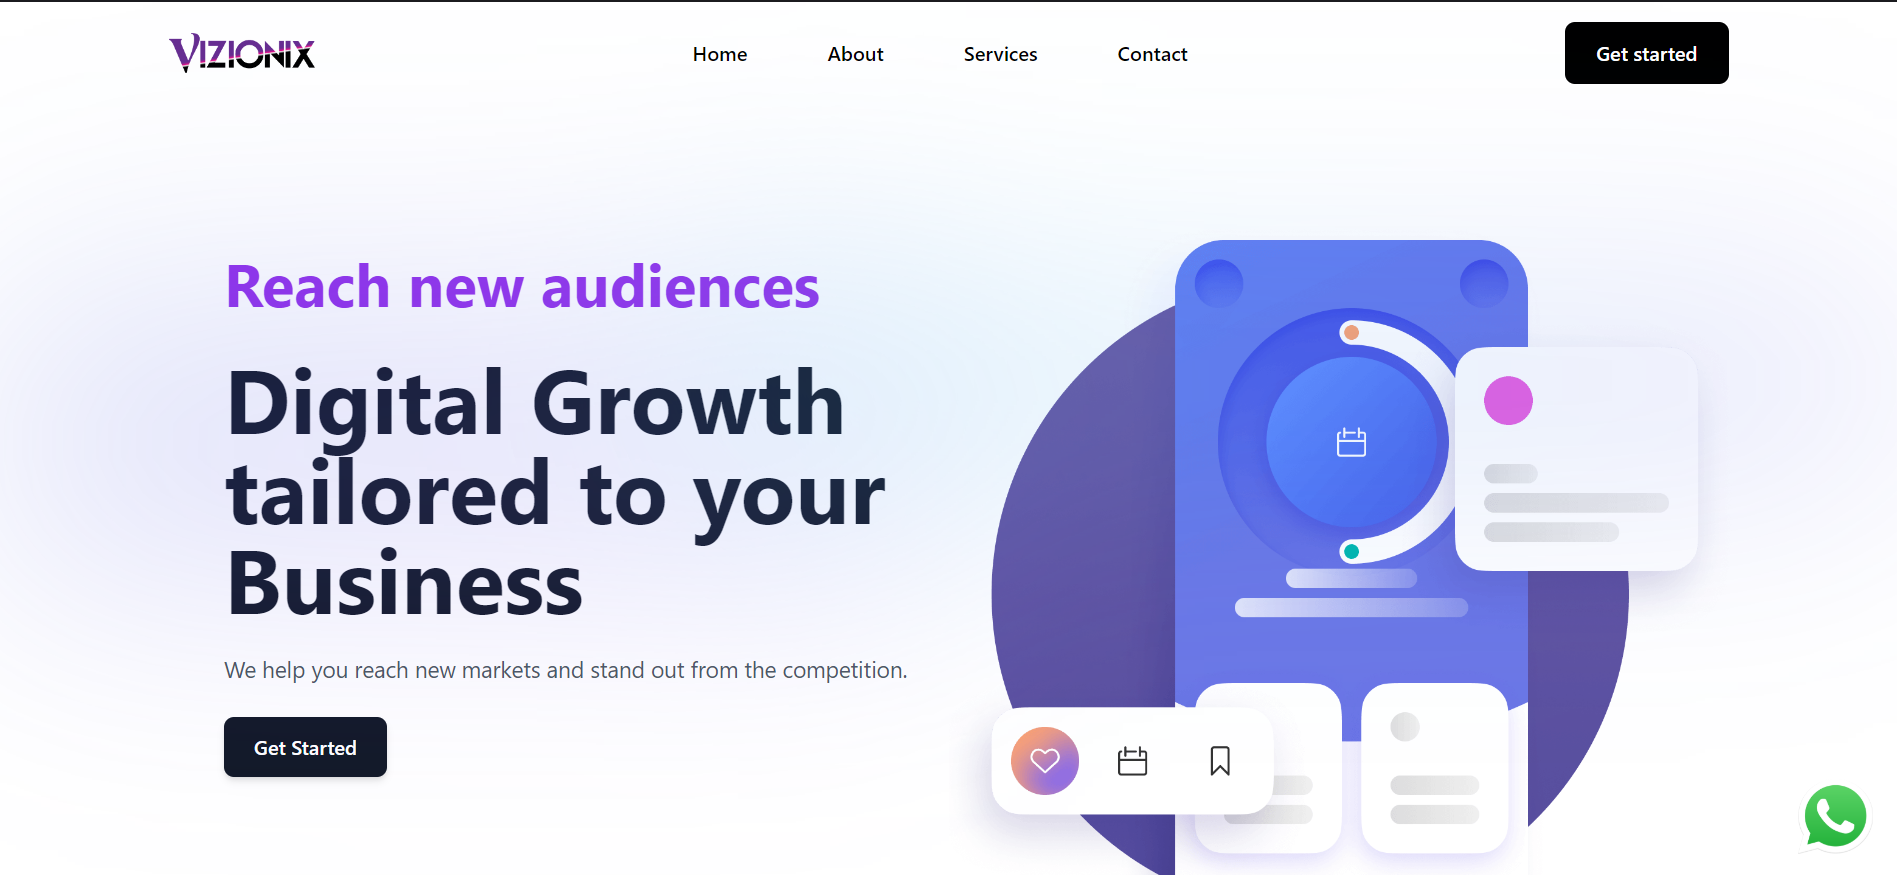 VIZIONIX
Home
About
Services
Contact
Get started
Reach new audiences
Digital Growth
tailored to your
Business
We help you reach new markets and stand out from the competition.
Get Started